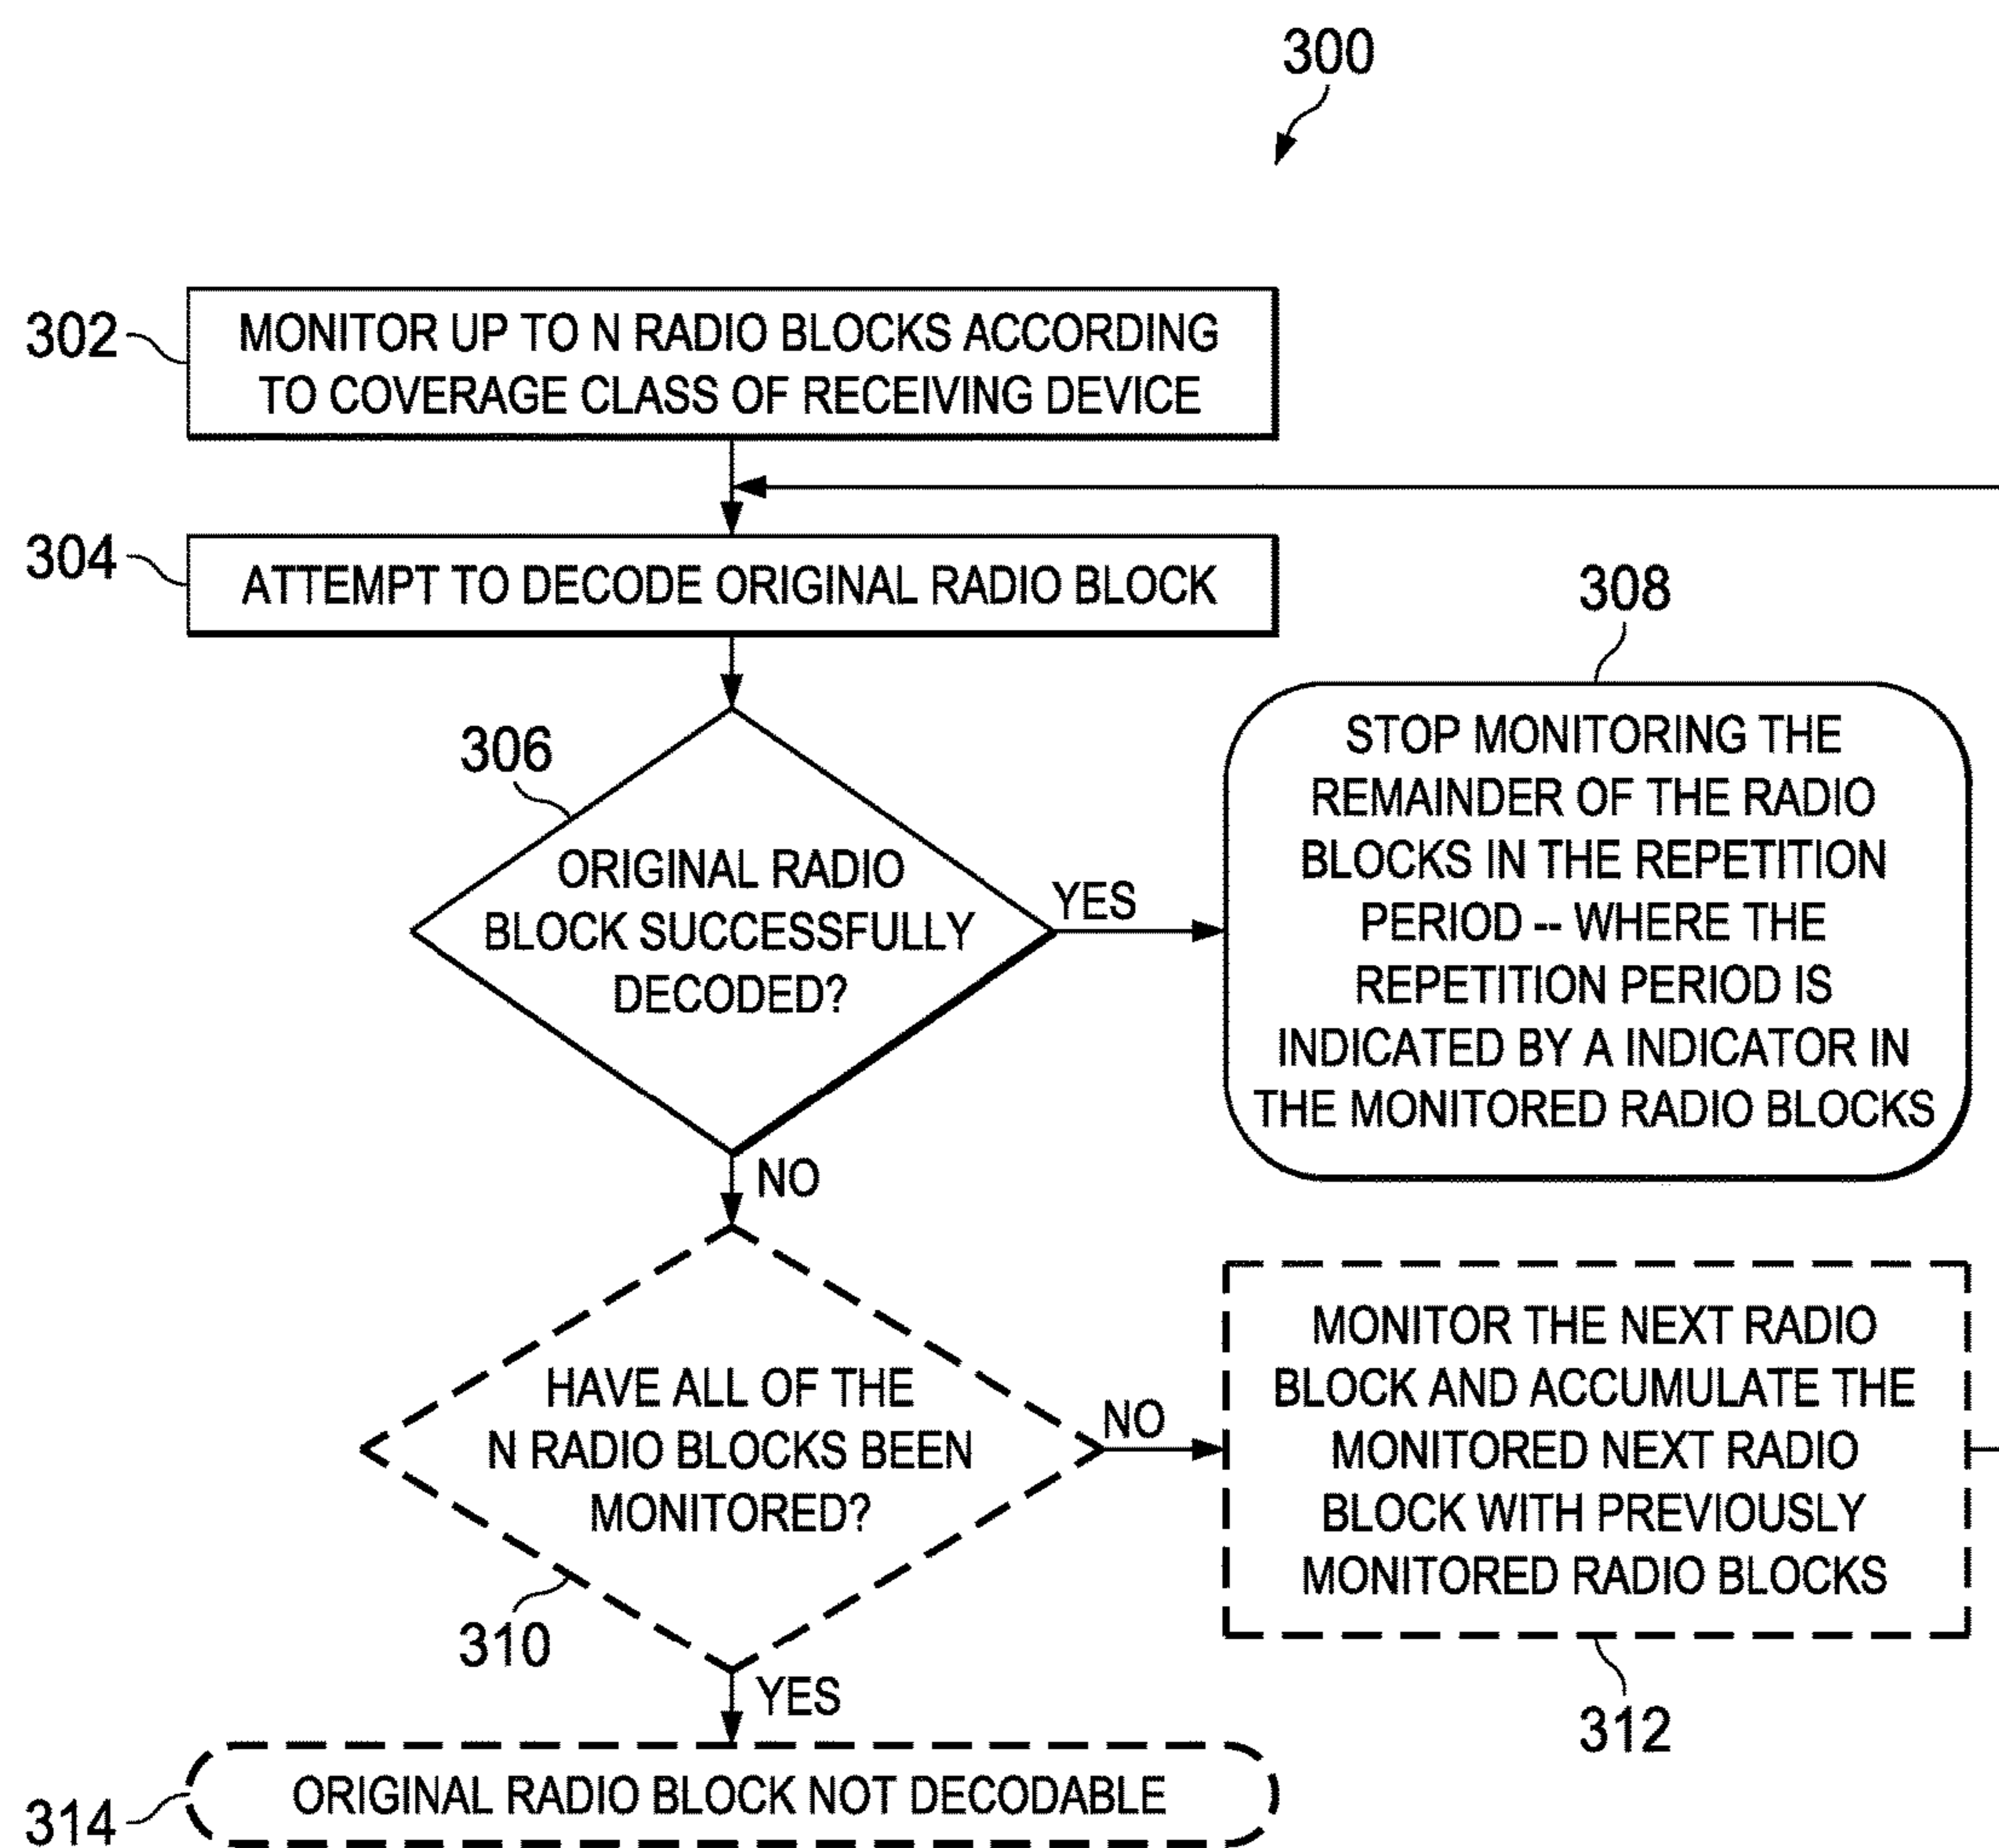 300
302
MONITOR UP TO N RADIO BLOCKS ACCORDING
TO COVERAGE CLASS OF RECEIVING DEVICE
304
ATTEMPT TO DECODE ORIGINAL RADIO BLOCK
306
ORIGINAL RADIO
BLOCK SUCCESSFULLY
DECODED?
YES
308
STOP MONITORING THE
REMAINDER OF THE RADIO
BLOCKS IN THE REPETITION
PERIOD -- WHERE THE
REPETITION PERIOD IS
INDICATED BY A INDICATOR IN
THE MONITORED RADIO BLOCKS
NO
HAVE ALL OF THE
N RADIO BLOCKS BEEN
MONITORED?
310
NO
MONITOR THE NEXT RADIO
BLOCK AND ACCUMULATE THE
MONITORED NEXT RADIO
BLOCK WITH PREVIOUSLY
MONITORED RADIO BLOCKS
312
YES
314
ORIGINAL RADIO BLOCK NOT DECODABLE